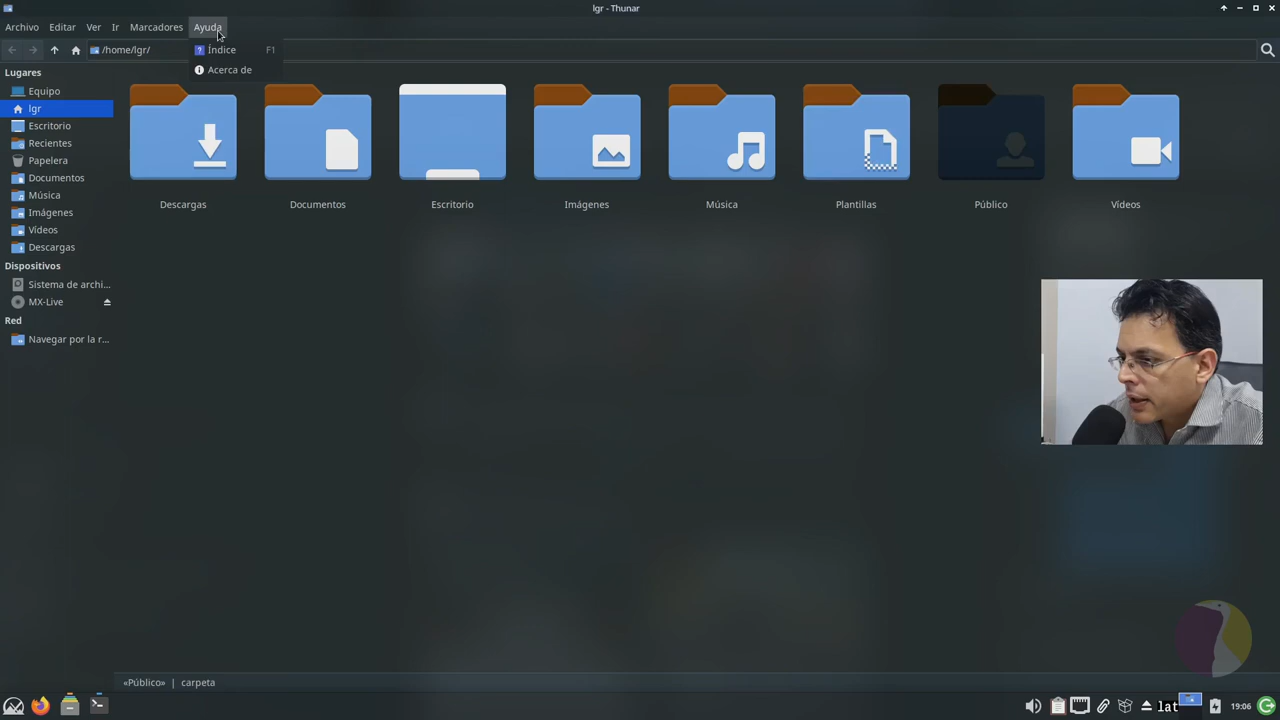 lgr - Thunar
Archivo Editar Ver Ir Marcadores Ayuda
/home/lgr/
Índice F1
Acerca de
Lugares
Equipo
lgr
Escritorio
Recientes
Papelera
Documentos
Música
Imágenes
Vídeos
Descargas
Dispositivos
Sistema de archi...
MX-Live
Red
Navegar por la r...
Descargas Documentos Escritorio Imágenes Música Plantillas Público Vídeos
«Público» | carpeta
lat
19:06